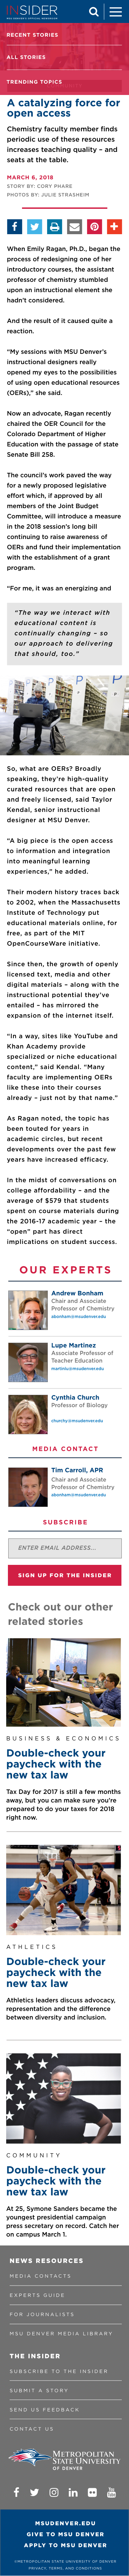 INSIDER
RECENT STORIES
ALL STORIES
TRENDING TOPICS
A catalyzing force for
open access
Chemistry faculty member finds
periodic use of these resources
increases teaching quality – and
seats at the table.
MARCH 6, 2018
STORY BY: CORY PHARE
PHOTOS BY: JULIE STRASHEIM
When Emily Ragan, Ph.D., began the
process of redesigning one of her
introductory courses, the assistant
professor of chemistry stumbled
upon an instructional element she
hadn't considered.
And the result of it caused quite a
reaction.
"My sessions with MSU Denver's
instructional designers really
opened my eyes to the possibilities
of using open educational resources
(OERs)," she said.
Now an advocate, Ragan recently
chaired the OER Council for the
Colorado Department of Higher
Education with the passage of state
Senate Bill 258.
The council's work paved the way
for a newly proposed legislative
effort which, if approved by all
members of the Joint Budget
Committee, will introduce a measure
in the 2018 session's long bill
continuing to raise awareness of
OERs and fund their implementation
with the establishment of a grant
program.
"For me, it was an energizing and
"The way we interact with
educational content is
continually changing – so
our approach to delivering
that should, too."
So, what are OERs? Broadly
speaking, they're high-quality
curated resources that are open
and freely licensed, said Taylor
Kendal, senior instructional
designer at MSU Denver.
"A big piece is the open access
to information and integration
into meaningful learning
experiences," he added.
Their modern history traces back
to 2002, when the Massachusetts
Institute of Technology put
educational materials online, for
free, as part of the MIT
OpenCourseWare initiative.
Since then, the growth of openly
licensed text, media and other
digital materials – along with the
instructional potential they've
yielded – has mirrored the
expansion of the internet itself.
"In a way, sites like YouTube and
Khan Academy provide
specialized or niche educational
content," said Kendal. "Many
faculty are implementing OERs
like these into their courses
already – just not by that name."
As Ragan noted, the topic has
been touted for years in
academic circles, but recent
developments over the past few
years have increased efficacy.
In the midst of conversations on
college affordability – and the
average of $579 that students
spent on course materials during
the 2016-17 academic year – the
"open" part has direct
implications on student success.
OUR EXPERTS
Andrew Bonham
Chair and Associate
Professor of Chemistry
abonham@msudenver.edu
Lupe Martinez
Associate Professor of
Teacher Education
martinlu@msudenver.edu
Cynthia Church
Professor of Biology
churchy@msudenver.edu
MEDIA CONTACT
Tim Carroll, APR
Chair and Associate
Professor of Chemistry
abonham@msudenver.edu
SUBSCRIBE
ENTER EMAIL ADDRESS...
SIGN UP FOR THE INSIDER
Check out our other
related stories
BUSINESS & ECONOMICS
Double-check your
paycheck with the
new tax law
Tax Day for 2017 is still a few months
away, but you can make sure you're
prepared to do your taxes for 2018
right now.
ATHLETICS
Double-check your
paycheck with the
new tax law
Athletics leaders discuss advocacy,
representation and the difference
between diversity and inclusion.
COMMUNITY
Double-check your
paycheck with the
new tax law
At 25, Symone Sanders became the
youngest presidential campaign
press secretary on record. Catch her
on campus March 1.
NEWS RESOURCES
MEDIA CONTACTS
EXPERTS GUIDE
FOR JOURNALISTS
MSU DENVER MEDIA LIBRARY
THE INSIDER
SUBSCRIBE TO THE INSIDER
SUBMIT A STORY
SEND US FEEDBACK
CONTACT US
METROPOLITAN
STATE UNIVERSITY
OF DENVER
MSUDENVER.EDU
GIVE TO MSU DENVER
APPLY TO MSU DENVER
©METROPOLITAN STATE UNIVERSITY OF DENVER
PRIVACY, TERMS, AND CONDITIONS